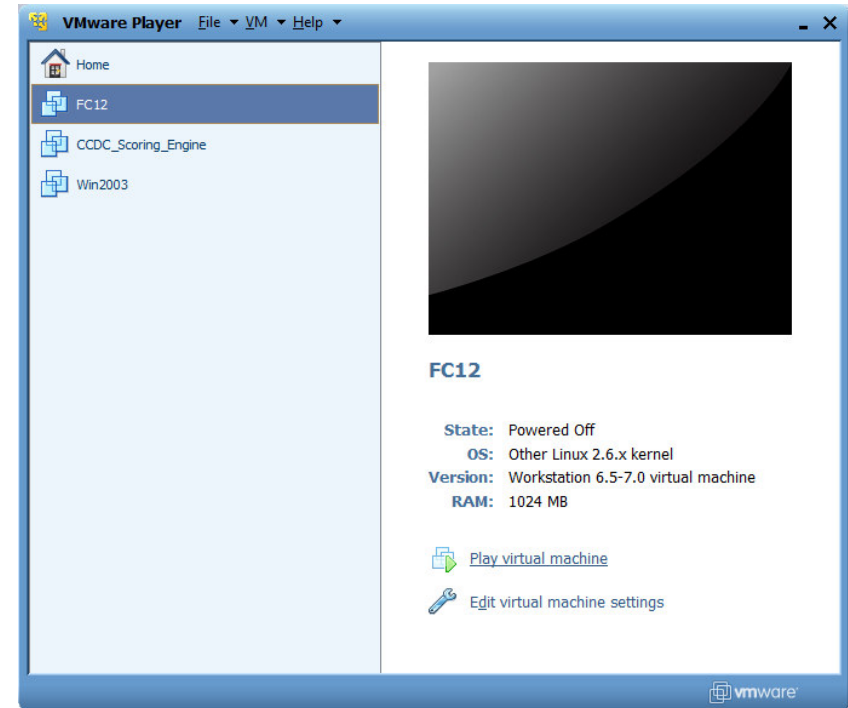 VMware Player File VM Help
Home
FC12
CCDC_Scoring_Engine
Win2003
FC12
State: Powered Off
OS: Other Linux 2.6.x kernel
Version: Workstation 6.5-7.0 virtual machine
RAM: 1024 MB
Play virtual machine
Edit virtual machine settings
vmware